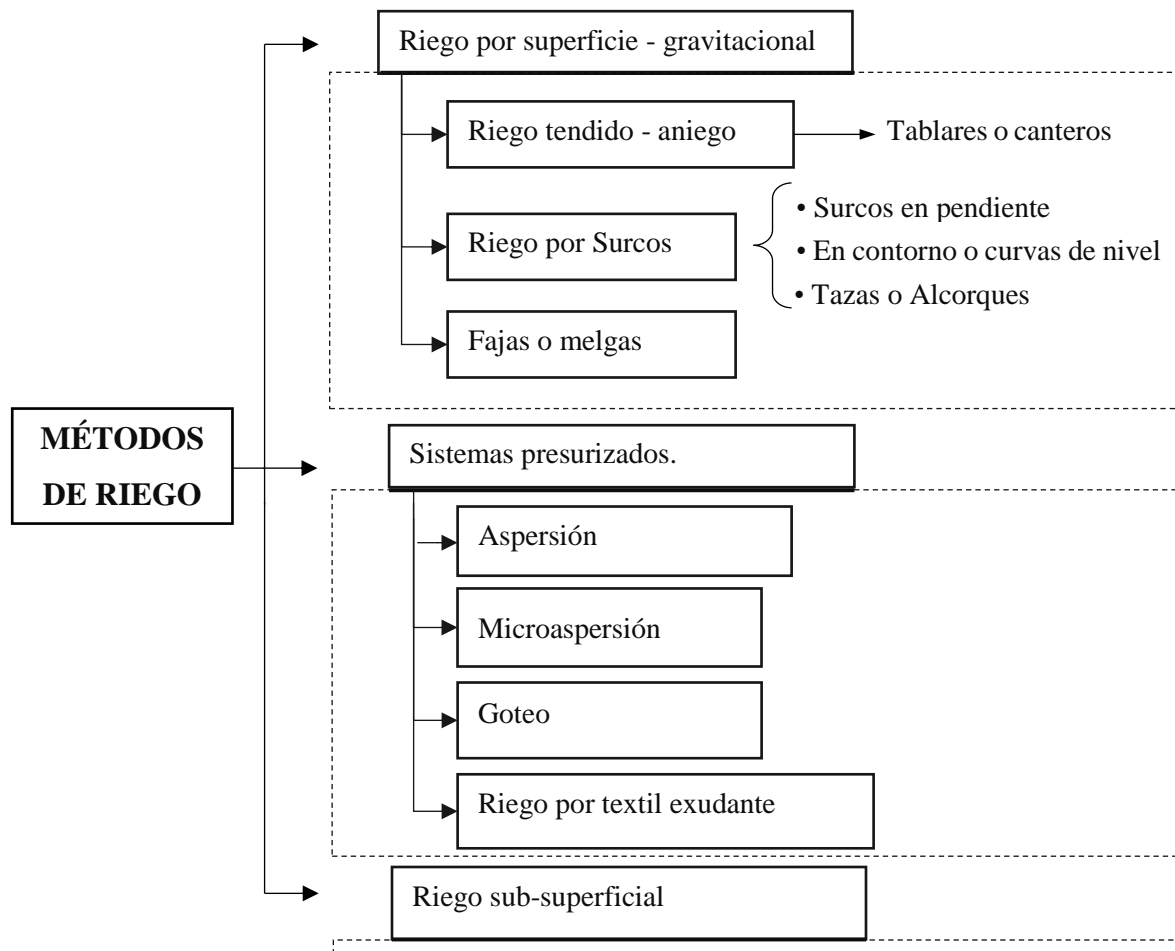 Riego por superficie - gravitacional
Riego tendido - aniego
Tablares o canteros
Riego por Surcos
• Surcos en pendiente
• En contorno o curvas de nivel
• Tazas o Alcorques
Fajas o melgas
MÉTODOS
DE RIEGO
Sistemas presurizados.
Aspersión
Microaspersión
Goteo
Riego por textil exudante
Riego sub-superficial